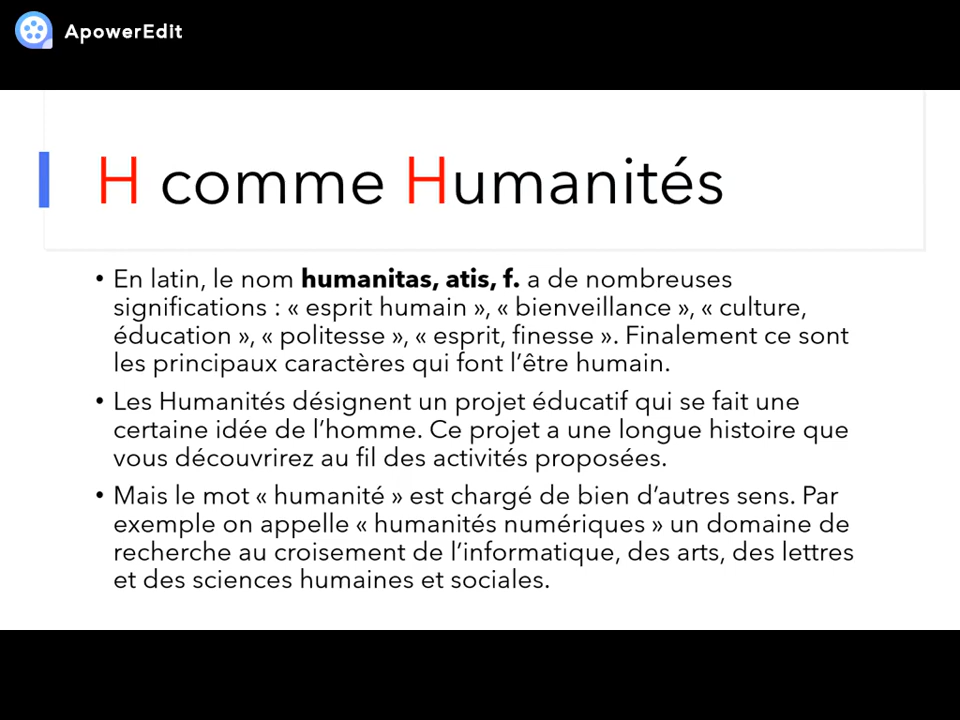 ApowerEdit
H comme Humanités
• En latin, le nom humanitas, atis, f. a de nombreuses
significations : « esprit humain », « bienveillance », « culture,
éducation », « politesse », « esprit, finesse ». Finalement ce sont
les principaux caractères qui font l’être humain.
• Les Humanités désignent un projet éducatif qui se fait une
certaine idée de l’homme. Ce projet a une longue histoire que
vous découvrirez au fil des activités proposées.
• Mais le mot « humanité » est chargé de bien d’autres sens. Par
exemple on appelle « humanités numériques » un domaine de
recherche au croisement de l’informatique, des arts, des lettres
et des sciences humaines et sociales.